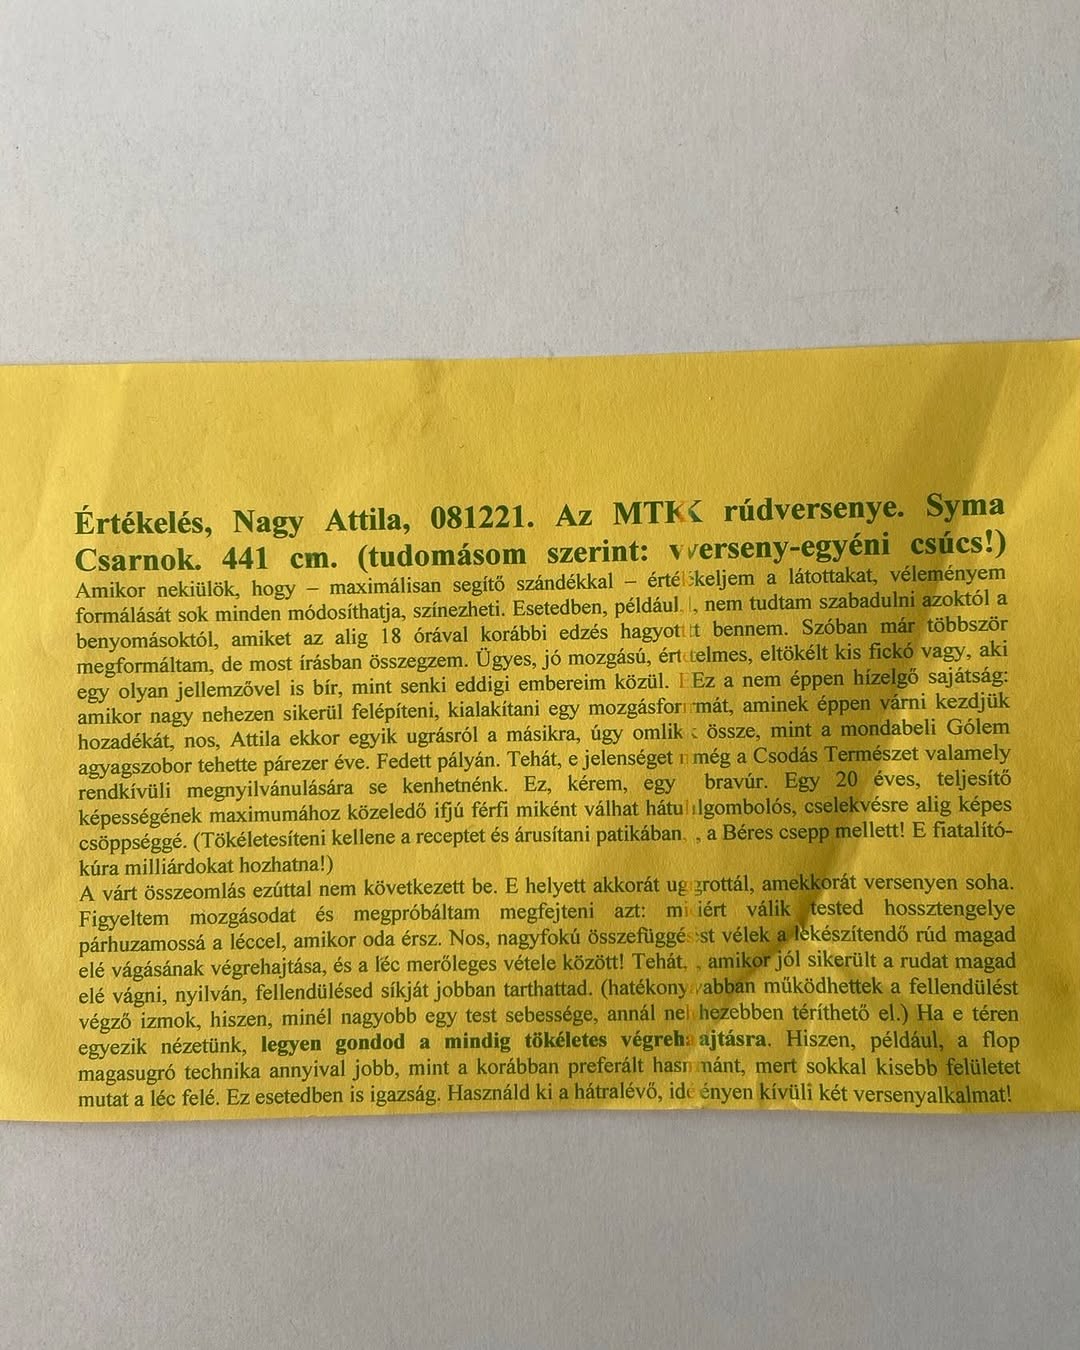 Értékelés, Nagy Attila, 081221. Az MTK rúdversenye. Syma
Csarnok. 441 cm. (tudomásom szerint: verseny-egyéni csúcs!)
Amikor nekiülök, hogy – maximálisan segítő szándékkal – értékeljem a látottakat, véleményem
formálását sok minden módosíthatja, színezheti. Esetedben, például, nem tudtam szabadulni azoktól a
benyomásoktól, amiket az alig 18 órával korábbi edzés hagyott bennem. Szóban már többször
megformáltam, de most írásban összegzem. Ügyes, jó mozgású, értelmes, eltökélt kis fickó vagy, aki
egy olyan jellemzővel is bír, mint senki eddigi embereim közül. Ez a nem éppen hízelgő sajátság:
amikor nagy nehezen sikerül felépíteni, kialakítani egy mozgásformát, aminek éppen várni kezdjük
hozadékát, nos, Attila ekkor egyik ugrásról a másikra, úgy omlik össze, mint a mondabeli Gólem
agyagszobor tehette párezer éve. Fedett pályán. Tehát, e jelenséget még a Csodás Természet valamely
rendkívüli megnyilvánulására se kenhetnénk. Ez, kérem, egy bravúr. Egy 20 éves, teljesítő
képességének maximumához közeledő ifjú férfi miként válhat hátulgombolós, cselekvésre alig képes
csöppséggé. (Tökéletesíteni kellene a receptet és árusítani patikában, a Béres csepp mellett! E fiatalító-
kúra milliárdokat hozhatna!)
A várt összeomlás ezúttal nem következett be. E helyett akkorát ugrottál, amekkorát versenyen soha.
Figyeltem mozgásodat és megpróbáltam megfejteni azt: miért válik tested hossztengelye
párhuzamossá a léccel, amikor oda érsz. Nos, nagyfokú összefüggést vélek a lekészítendő rúd magad
elé vágásának végrehajtása, és a léc merőleges vétele között! Tehát, amikor jól sikerült a rudat magad
elé vágni, nyilván, fellendülésed síkját jobban tarthattad. (hatékonyabban működhettek a fellendülést
végző izmok, hiszen, minél nagyobb egy test sebessége, annál nehezebben téríthető el.) Ha e téren
egyezik nézetünk, legyen gondod a mindig tökéletes végrehajtásra. Hiszen, például, a flop
magasugró technika annyival jobb, mint a korábban preferált hasmánt, mert sokkal kisebb felületet
mutat a léc felé. Ez esetedben is igazság. Használd ki a hátralévő, idényen kívüli két versenyalkalmat!